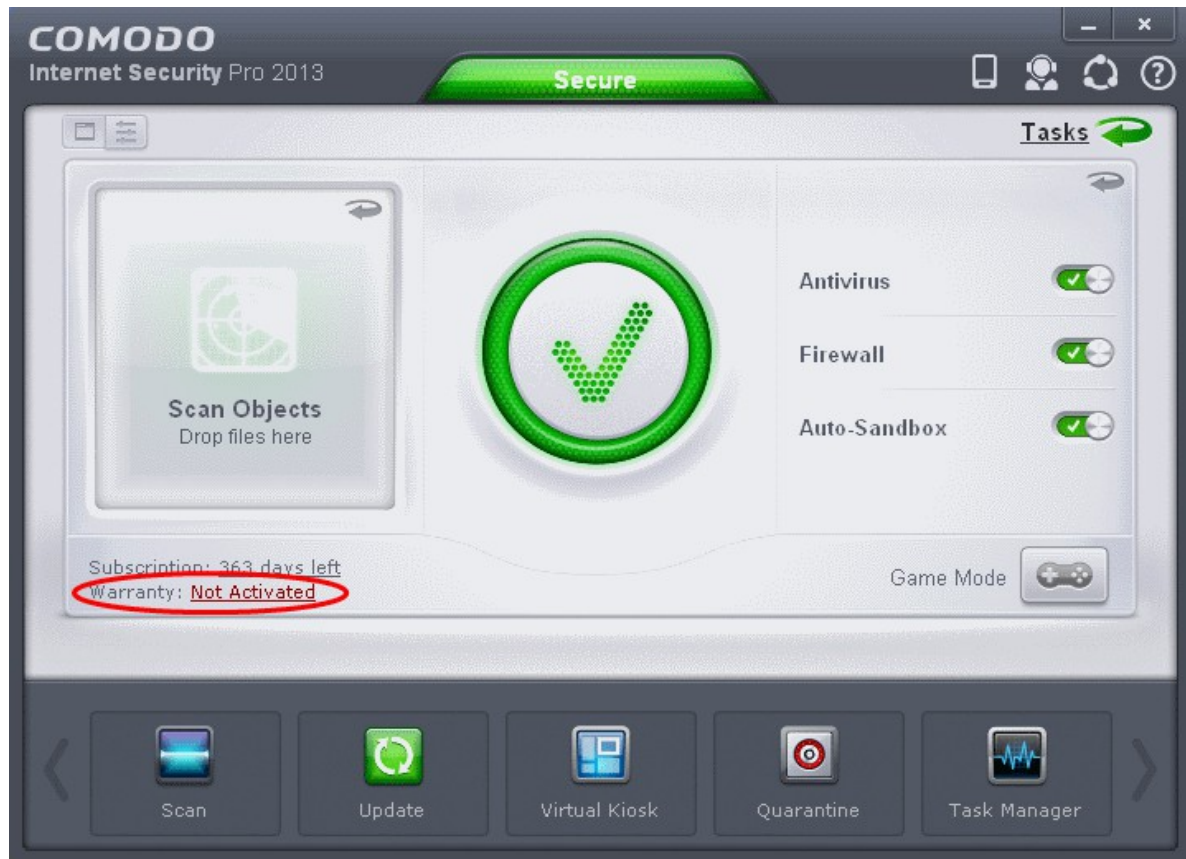 COMODO
Internet Security Pro 2013
Secure
Tasks
Scan Objects
Drop files here
Antivirus
Firewall
Auto-Sandbox
Subscription: 363 days left
Warranty: Not Activated
Game Mode
Scan
Update
Virtual Kiosk
Quarantine
Task Manager